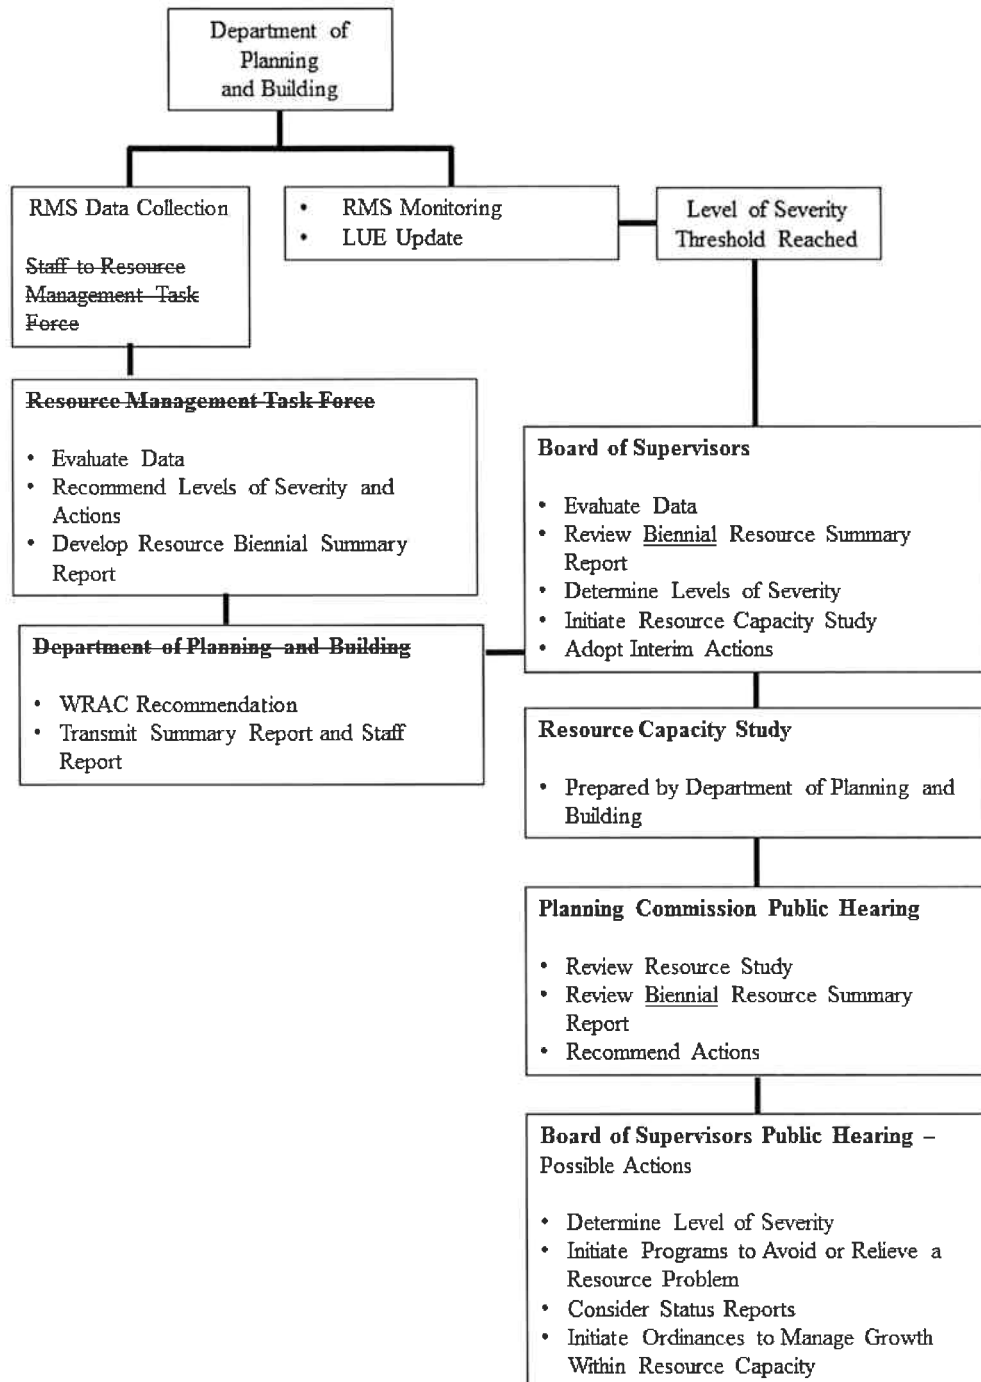 Department of
Planning
and Building
RMS Data Collection
Staff to Resource
Management Task
Force
• RMS Monitoring
• LUE Update
Level of Severity
Threshold Reached
Resource Management Task Force
• Evaluate Data
• Recommend Levels of Severity and
Actions
• Develop Resource Biennial Summary
Report
Department of Planning and Building
• WRAC Recommendation
• Transmit Summary Report and Staff
Report
Board of Supervisors
• Evaluate Data
• Review Biennial Resource Summary
Report
• Determine Levels of Severity
• Initiate Resource Capacity Study
• Adopt Interim Actions
Resource Capacity Study
• Prepared by Department of Planning and
Building
Planning Commission Public Hearing
• Review Resource Study
• Review Biennial Resource Summary
Report
• Recommend Actions
Board of Supervisors Public Hearing –
Possible Actions
• Determine Level of Severity
• Initiate Programs to Avoid or Relieve a
Resource Problem
• Consider Status Reports
• Initiate Ordinances to Manage Growth
Within Resource Capacity